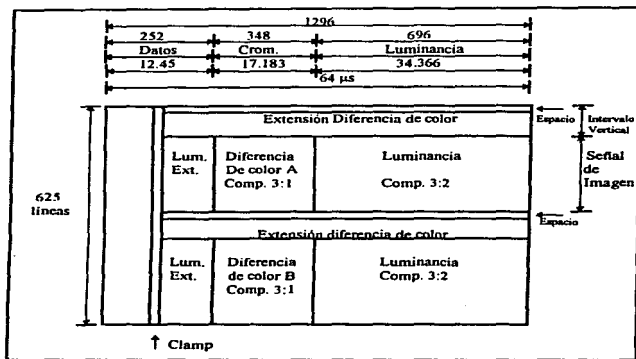 1296
252 348 696
Datos Crom. Luminancia
12.45 17.183 34.366
64 µs
Extensión Diferencia de color
Espacio
Intervalo
Vertical
625
líneas
Lum.
Ext.
Diferencia
De color A
Comp. 3:1
Luminancia
Comp. 3:2
Señal
de
Imagen
Espacio
Extensión diferencia de color
Lum.
Ext.
Diferencia
de color B
Comp. 3:1
Luminancia
Comp. 3:2
↑ Clamp